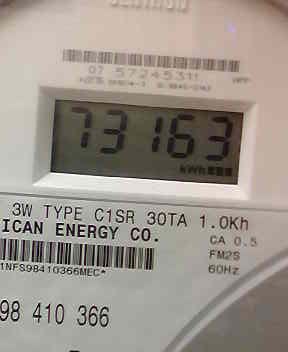 CENTRON
07 57245311
73163
kWh
3W TYPE C1SR 30TA 1.0Kh
ICAN ENERGY CO.
CA 0.5
FM2S
1NFS98410366MEC*
60Hz
98 410 366